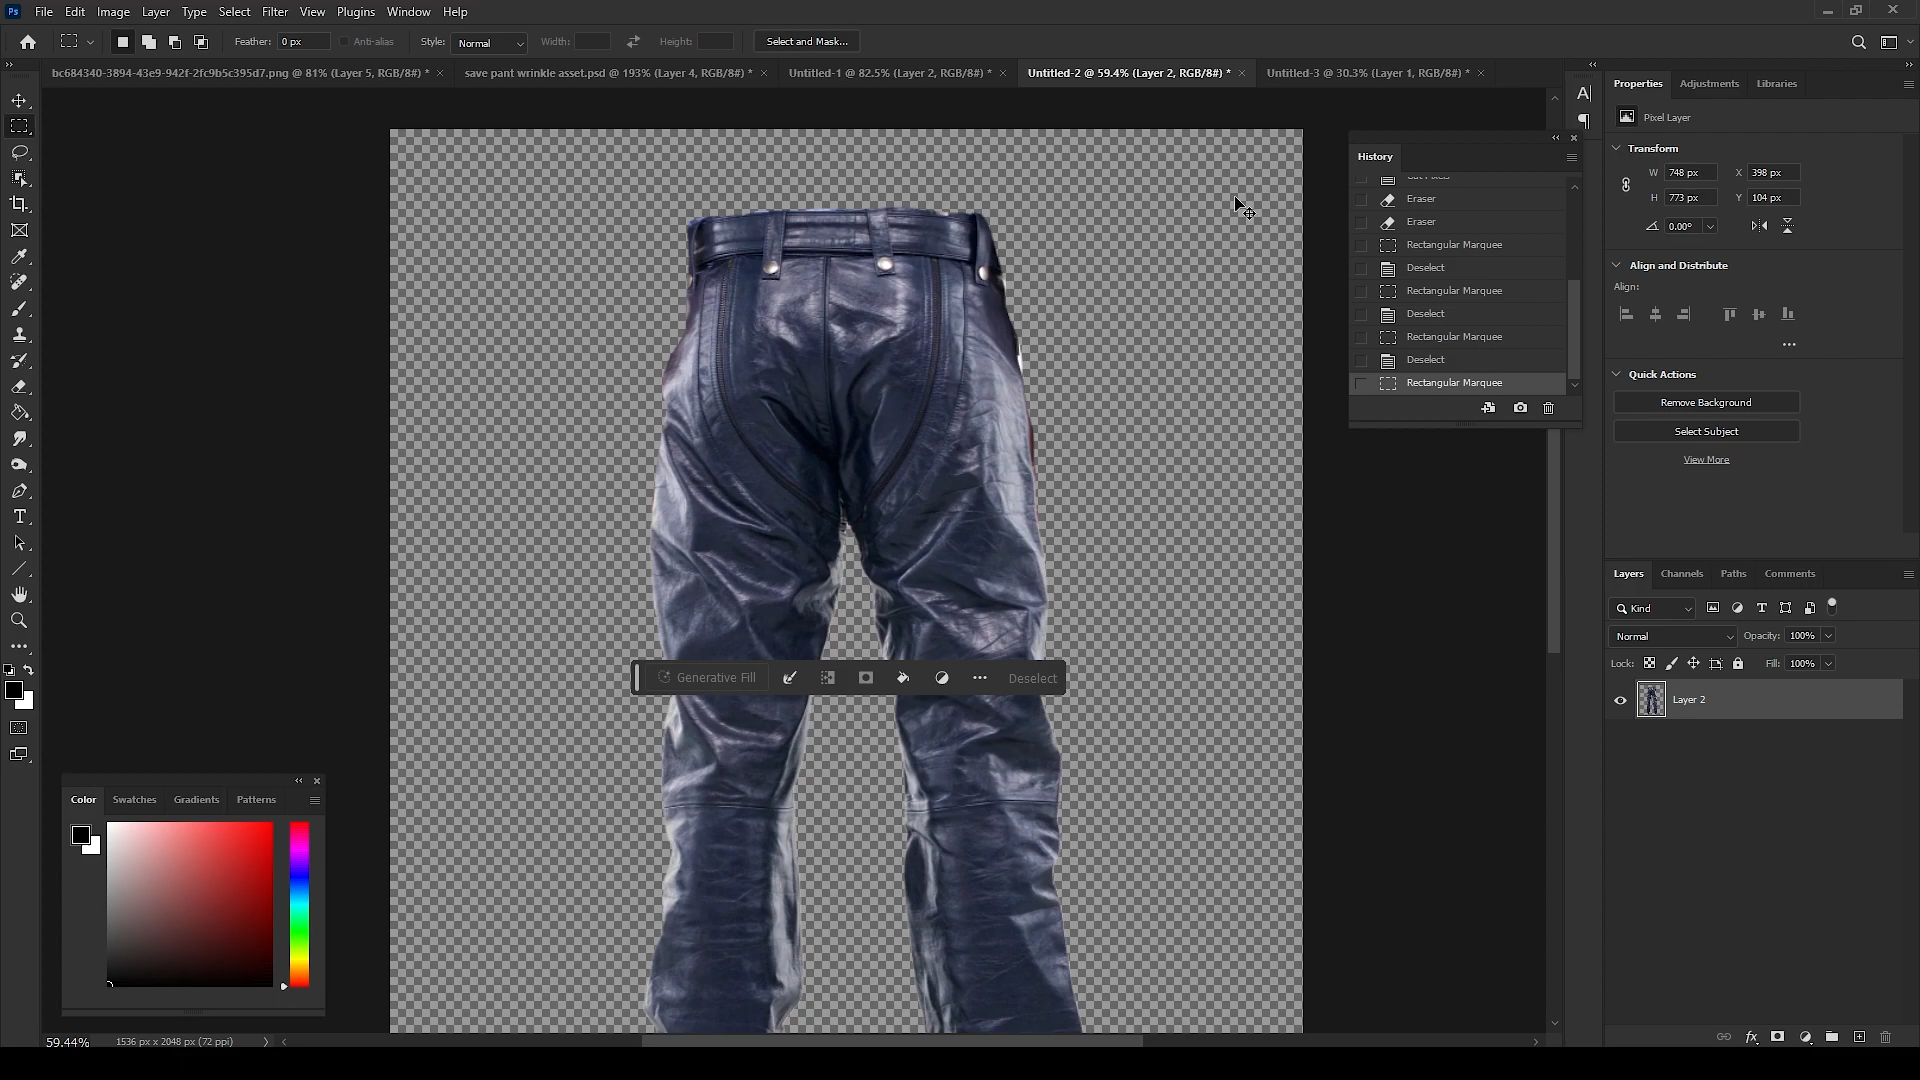 Ps File Edit Image Layer Type Select Filter View Plugins Window Help
Feather: 0 px Anti-alias Style: Normal Width: Height: Select and Mask...
bc684340-3894-43e9-942f-2fc9b5c395d7.png @ 81% (Layer 5, RGB/8#) * × save pant wrinkle asset.psd @ 193% (Layer 4, RGB/8#) * × Untitled-1 @ 82.5% (Layer 2, RGB/8#) * × Untitled-2 @ 59.4% (Layer 2, RGB/8#) * × Untitled-3 @ 30.3% (Layer 1, RGB/8#) * ×
History
Cut Pixels
Eraser
Eraser
Rectangular Marquee
Deselect
Rectangular Marquee
Deselect
Rectangular Marquee
Deselect
Rectangular Marquee
Properties Adjustments Libraries
Pixel Layer
Transform
W 748 px X 398 px
H 773 px Y 104 px
0.00°
Align and Distribute
Align:
Quick Actions
Remove Background
Select Subject
View More
Generative Fill Deselect
Layers Channels Paths Comments
Kind
Normal Opacity: 100%
Lock: Fill: 100%
Layer 2
Color Swatches Gradients Patterns
59.44% 1536 px x 2048 px (72 ppi)